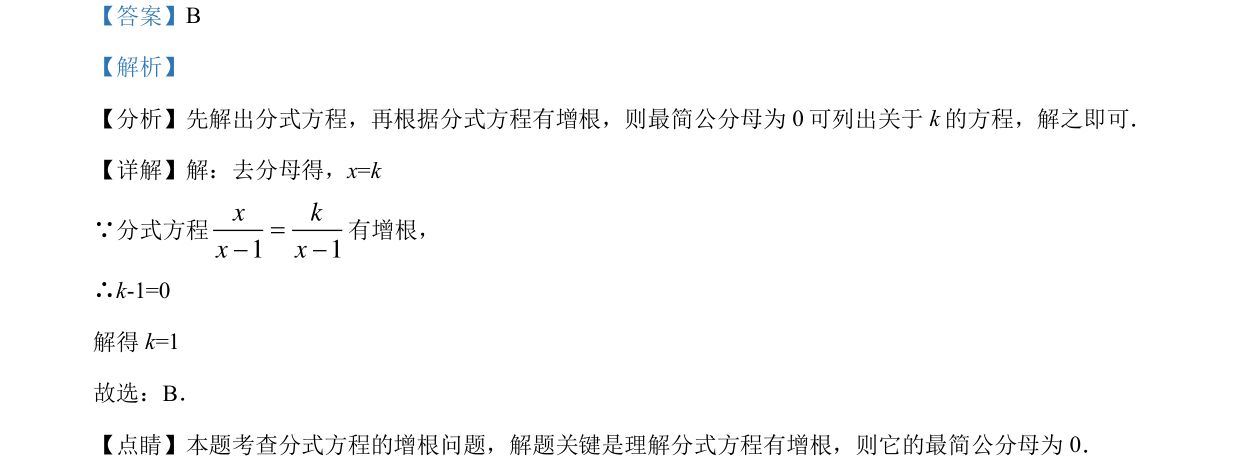 【答案】B
【解析】
【分析】先解出分式方程，再根据分式方程有增根，则最简公分母为 0 可列出关于 k 的方程，解之即可．
【详解】解：去分母得，x=k
∵分式方程 x/(x−1) = k/(x−1) 有增根，
∴k-1=0
解得 k=1
故选：B．
【点睛】本题考查分式方程的增根问题，解题关键是理解分式方程有增根，则它的最简公分母为 0．